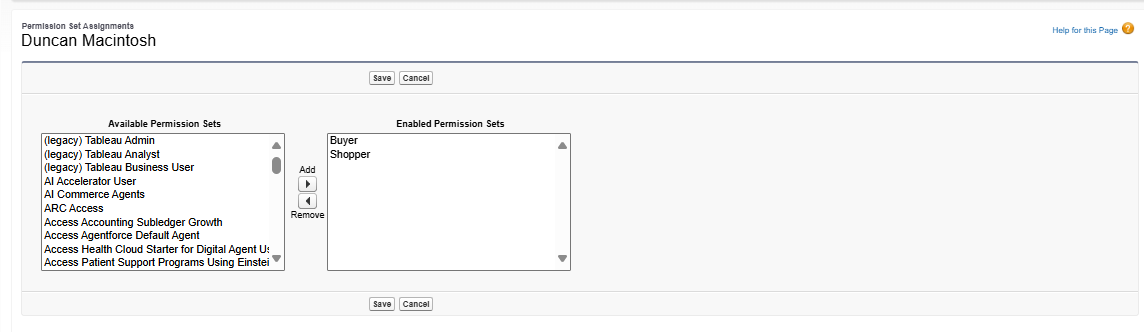 Permission Set Assignments
Duncan Macintosh
Help for this Page ?
Save Cancel
Available Permission Sets
(legacy) Tableau Admin
(legacy) Tableau Analyst
(legacy) Tableau Business User
AI Accelerator User
AI Commerce Agents
ARC Access
Access Accounting Subledger Growth
Access Agentforce Default Agent
Access Health Cloud Starter for Digital Agent Us
Access Patient Support Programs Using Einstei
Add
Remove
Enabled Permission Sets
Buyer
Shopper
Save Cancel